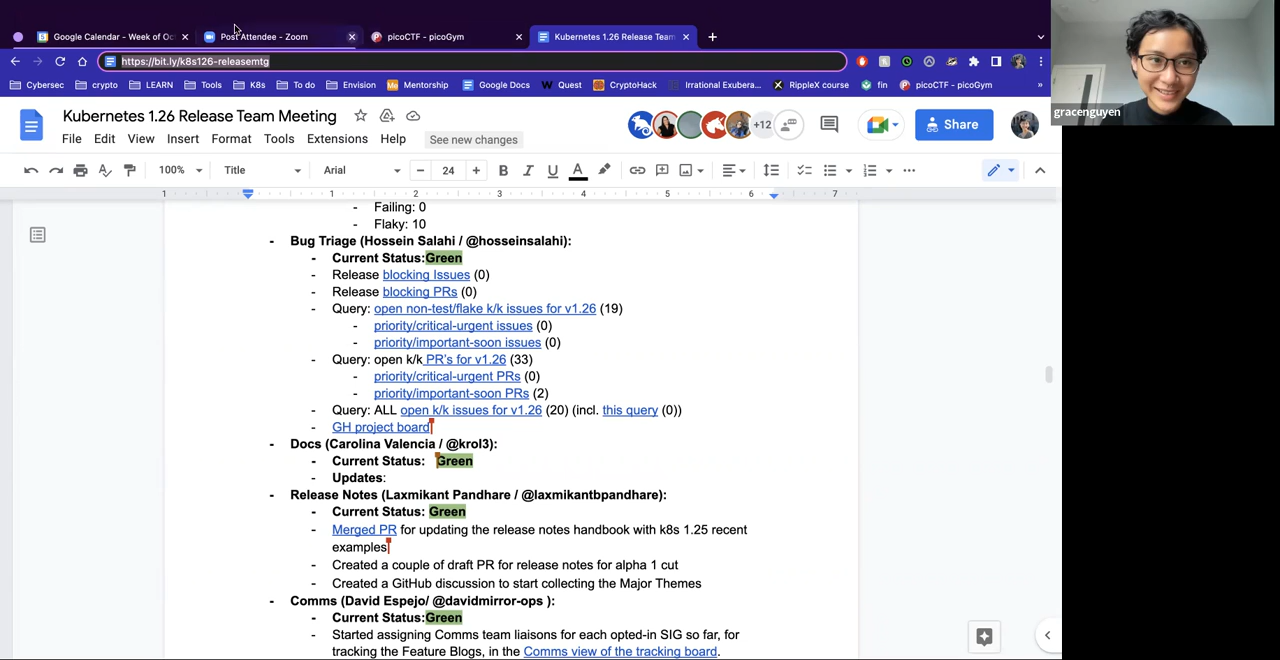 Google Calendar - Week of Oc
Post Attendee - Zoom
picoCTF - picoGym
Kubernetes 1.26 Release Team
https://bit.ly/k8s126-releasemtg
Cybersec
crypto
LEARN
Tools
K8s
To do
Envision
Mentorship
Google Docs
Quest
CryptoHack
Irrational Exubera...
RippleX course
fin
picoCTF - picoGym
gracenguyen
Kubernetes 1.26 Release Team Meeting
+12
Share
File Edit View Insert Format Tools Extensions Help See new changes
100% Title Arial 24
1 1 2 3 4 5 6 7
- Failing: 0
- Flaky: 10
- Bug Triage (Hossein Salahi / @hosseinsalahi):
- Current Status:Green
- Release blocking Issues (0)
- Release blocking PRs (0)
- Query: open non-test/flake k/k issues for v1.26 (19)
- priority/critical-urgent issues (0)
- priority/important-soon issues (0)
- Query: open k/k PR's for v1.26 (33)
- priority/critical-urgent PRs (0)
- priority/important-soon PRs (2)
- Query: ALL open k/k issues for v1.26 (20) (incl. this query (0))
- GH project board
- Docs (Carolina Valencia / @krol3):
- Current Status: Green
- Updates:
- Release Notes (Laxmikant Pandhare / @laxmikantbpandhare):
- Current Status: Green
- Merged PR for updating the release notes handbook with k8s 1.25 recent
examples
- Created a couple of draft PR for release notes for alpha 1 cut
- Created a GitHub discussion to start collecting the Major Themes
- Comms (David Espejo/ @davidmirror-ops ):
- Current Status:Green
- Started assigning Comms team liaisons for each opted-in SIG so far, for
tracking the Feature Blogs, in the Comms view of the tracking board.